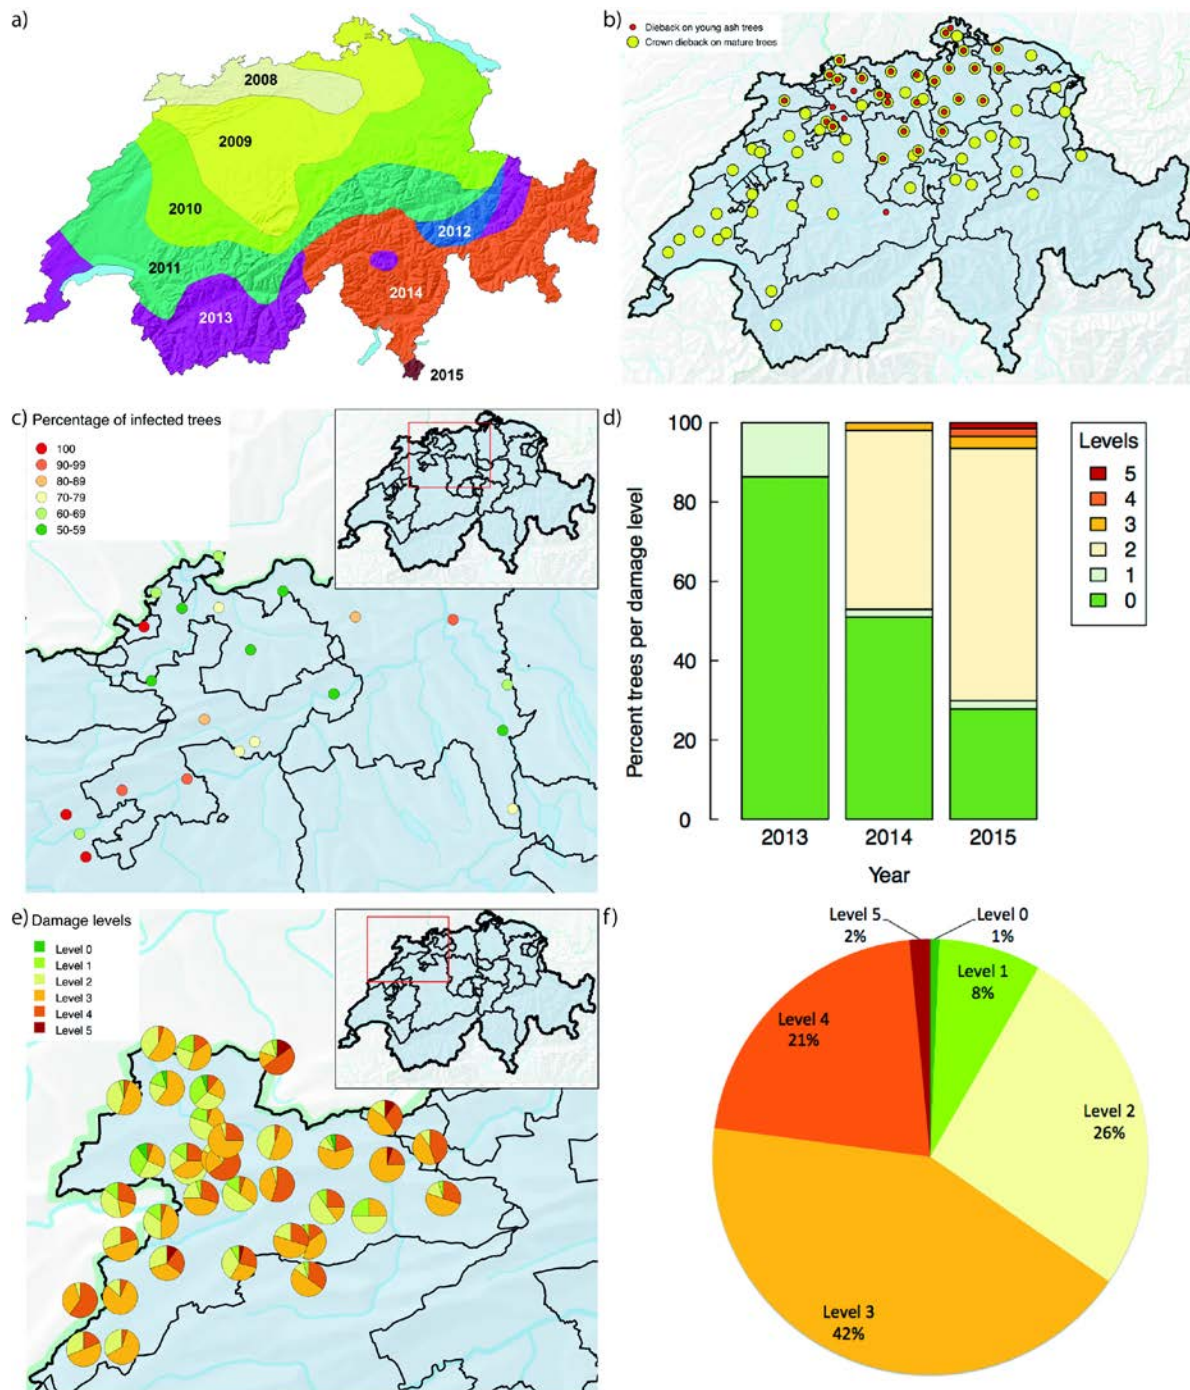 a)
2008
2009
2010
2011
2012
2013
2014
2015
b)
Dieback on young ash trees
Crown dieback on mature trees
c) Percentage of infected trees
100
90-99
80-89
70-79
60-69
50-59
d)
100
80
60
40
20
0
Percent trees per damage level
2013
2014
2015
Year
Levels
5
4
3
2
1
0
e) Damage levels
Level 0
Level 1
Level 2
Level 3
Level 4
Level 5
f)
Level 5
2%
Level 0
1%
Level 1
8%
Level 4
21%
Level 2
26%
Level 3
42%